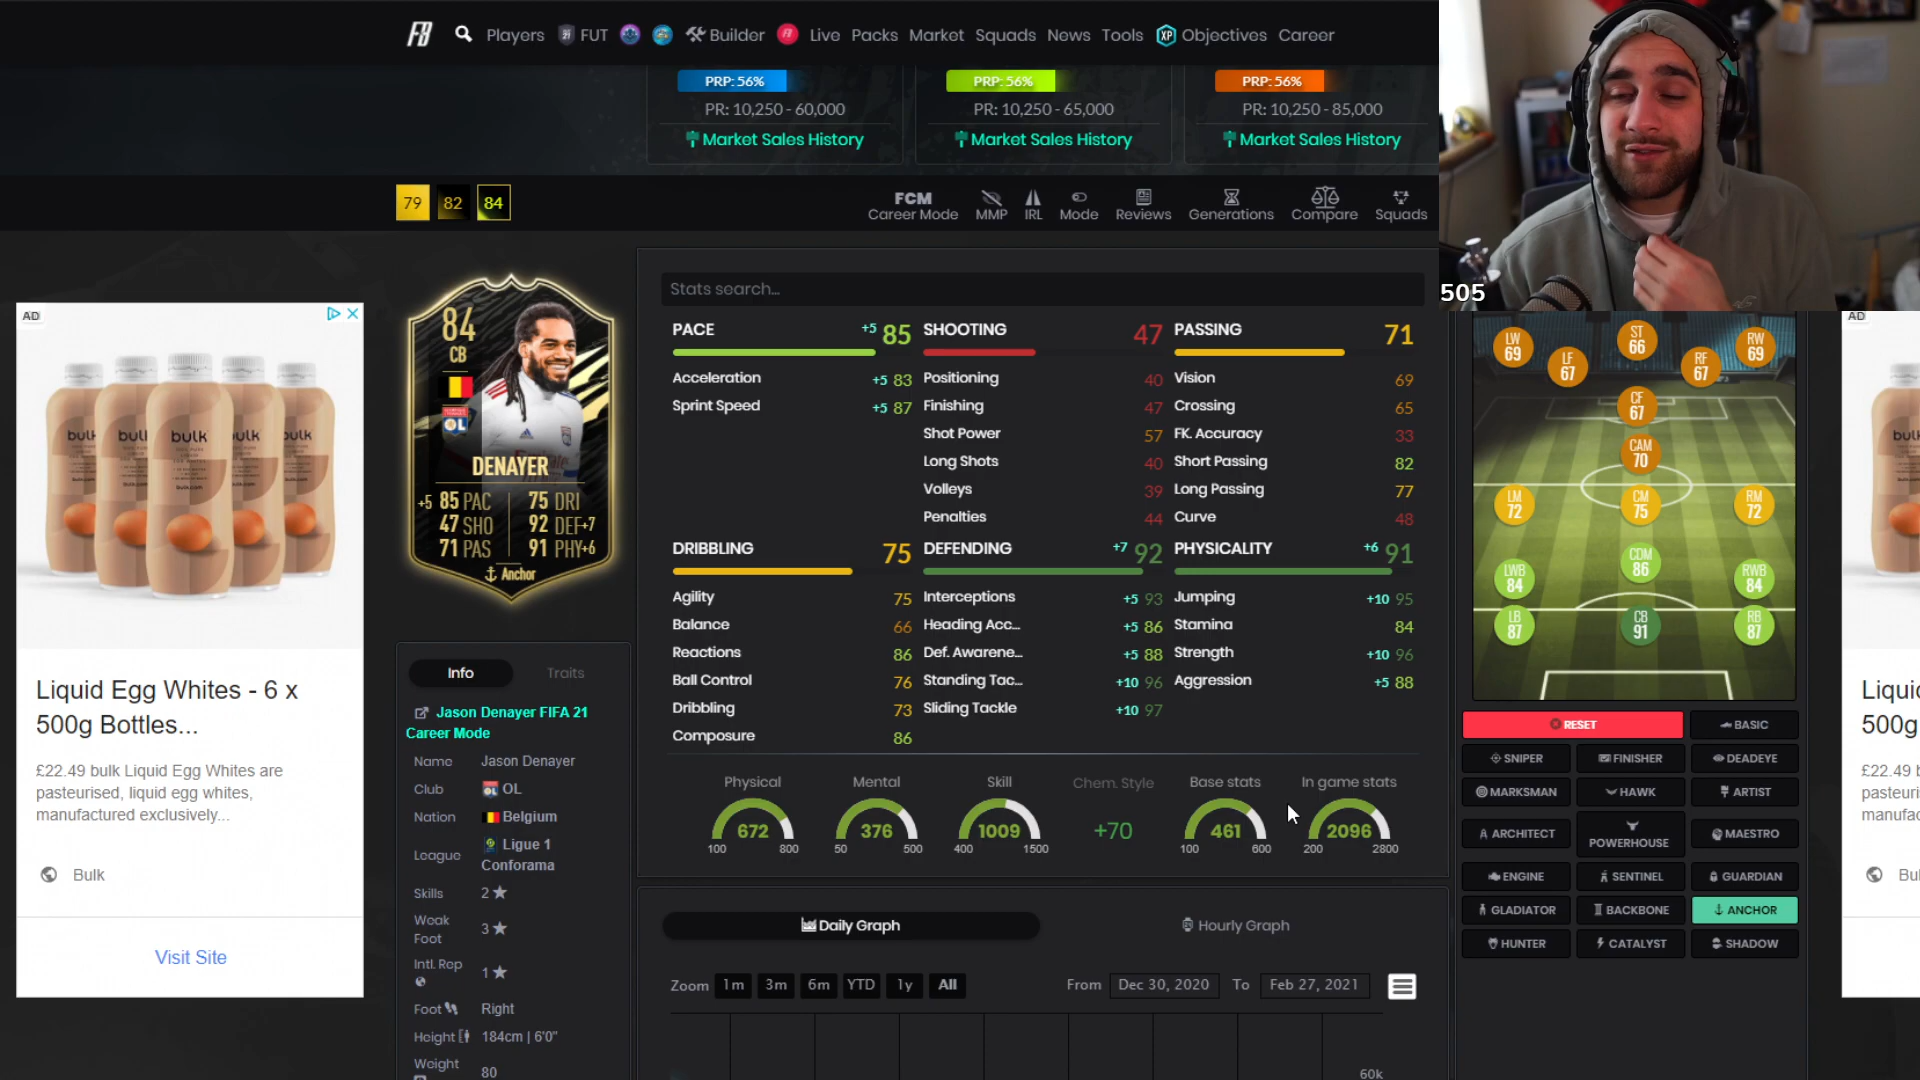 FB Players 21 FUT Builder Live Packs Market Squads News Tools XP Objectives Career
PRP: 56% PRP: 56% PRP: 56%
PR: 10,250 - 60,000 PR: 10,250 - 65,000 PR: 10,250 - 85,000
Market Sales History Market Sales History Market Sales History
79 82 84
FCM
Career Mode MMP IRL Mode Reviews Generations Compare Squads
505
Stats search...
AD
bulk bulk bulk
Liquid Egg Whites - 6 x
500g Bottles...
£22.49 bulk Liquid Egg Whites are
pasteurised, liquid egg whites,
manufactured exclusively...
Bulk
Visit Site
84
CB
OL
DENAYER
+5 85 PAC 75 DRI
47 SHO 92 DEF+7
71 PAS 91 PHY+6
Anchor
Info Traits
Jason Denayer FIFA 21
Career Mode
Name Jason Denayer
Club OL
Nation Belgium
League Ligue 1
Conforama
Skills 2
Weak
Foot 3
Intl. Rep 1
Foot Right
Height 184cm | 6'0"
Weight 80
PACE +5 85 SHOOTING 47 PASSING 71
Acceleration +5 83 Positioning 40 Vision 69
Sprint Speed +5 87 Finishing 47 Crossing 65
Shot Power 57 FK. Accuracy 33
Long Shots 40 Short Passing 82
Volleys 39 Long Passing 77
Penalties 44 Curve 48
DRIBBLING 75 DEFENDING +7 92 PHYSICALITY +6 91
Agility 75 Interceptions +5 93 Jumping +10 95
Balance 66 Heading Acc... +5 86 Stamina 84
Reactions 86 Def. Awarene... +5 88 Strength +10 96
Ball Control 76 Standing Tac... +10 96 Aggression +5 88
Dribbling 73 Sliding Tackle +10 97
Composure 86
Physical Mental Skill Chem. Style Base stats In game stats
672 376 1009 +70 461 2096
100 800 50 500 400 1500 100 600 200 2800
Daily Graph Hourly Graph
Zoom 1m 3m 6m YTD 1y All From Dec 30, 2020 To Feb 27, 2021
60k
LW 69
LF 67
ST 66
RF 67
RW 69
CF 67
CAM 70
LM 72
CM 75
RM 72
LWB 84
CDM 86
RWB 84
LB 87
CB 91
RB 87
RESET BASIC
SNIPER FINISHER DEADEYE
MARKSMAN HAWK ARTIST
ARCHITECT POWERHOUSE MAESTRO
ENGINE SENTINEL GUARDIAN
GLADIATOR BACKBONE ANCHOR
HUNTER CATALYST SHADOW
AD